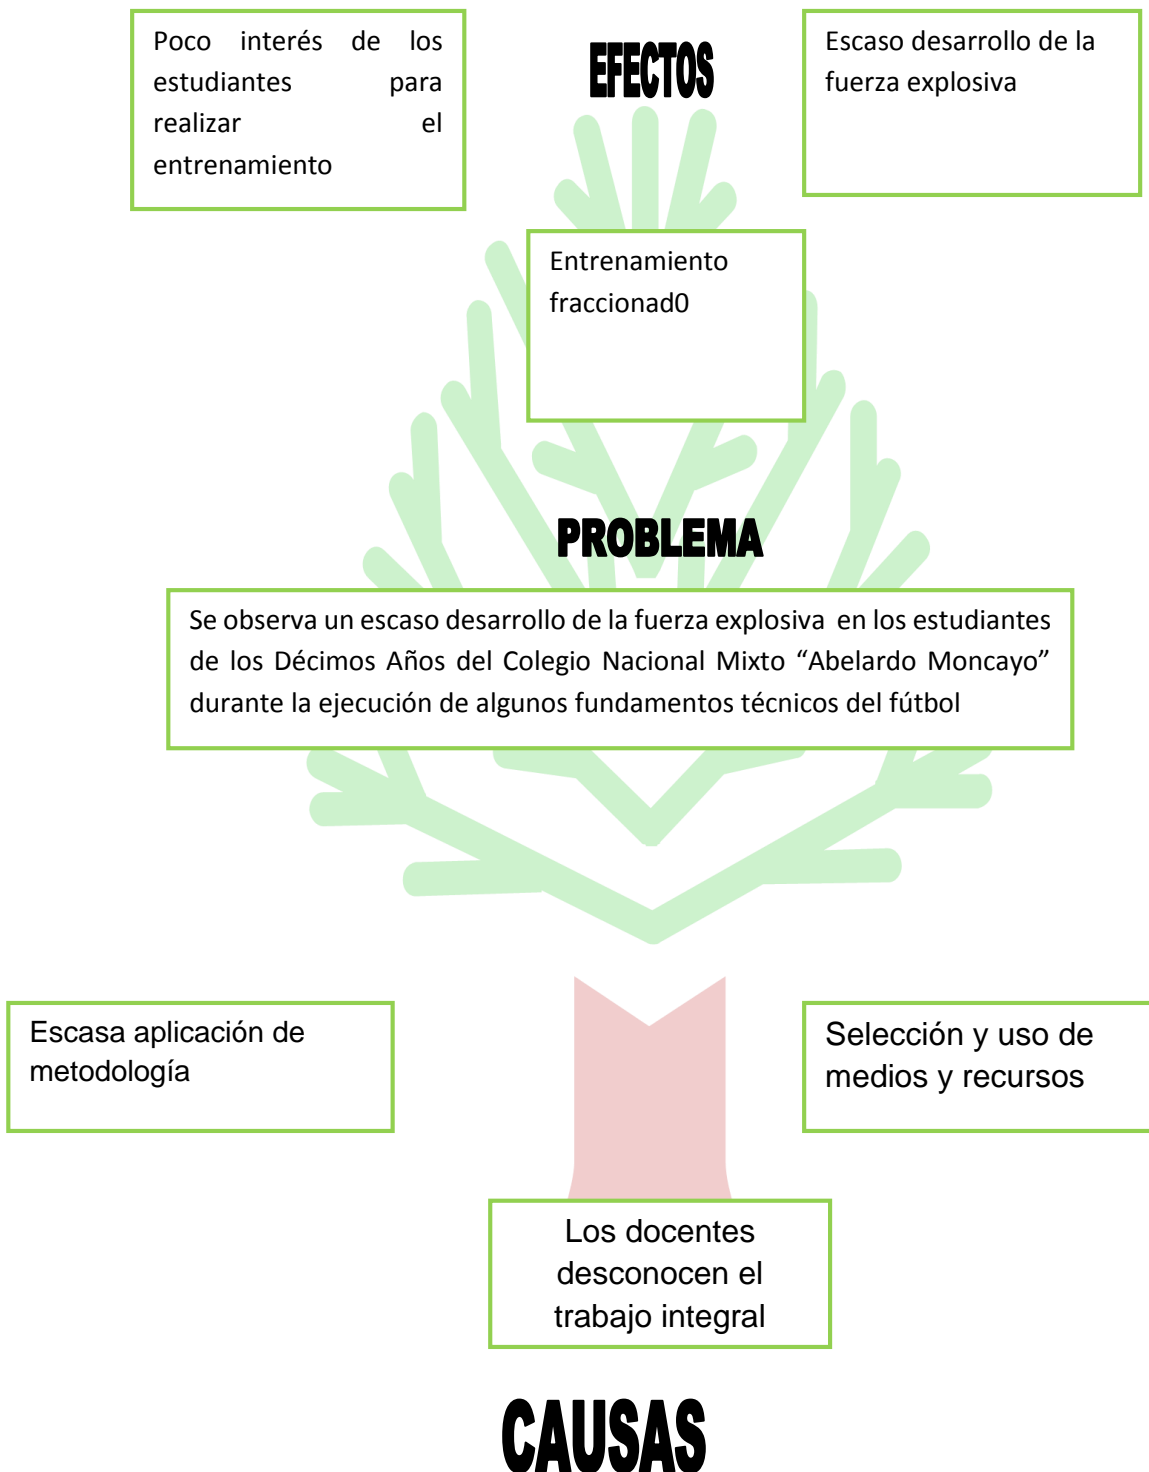 Poco interés de los
estudiantes para
realizar el
entrenamiento
EFECTOS
Escaso desarrollo de la
fuerza explosiva
Entrenamiento
fraccionad0
PROBLEMA
Se observa un escaso desarrollo de la fuerza explosiva en los estudiantes
de los Décimos Años del Colegio Nacional Mixto “Abelardo Moncayo”
durante la ejecución de algunos fundamentos técnicos del fútbol
Escasa aplicación de
metodología
Selección y uso de
medios y recursos
Los docentes
desconocen el
trabajo integral
CAUSAS